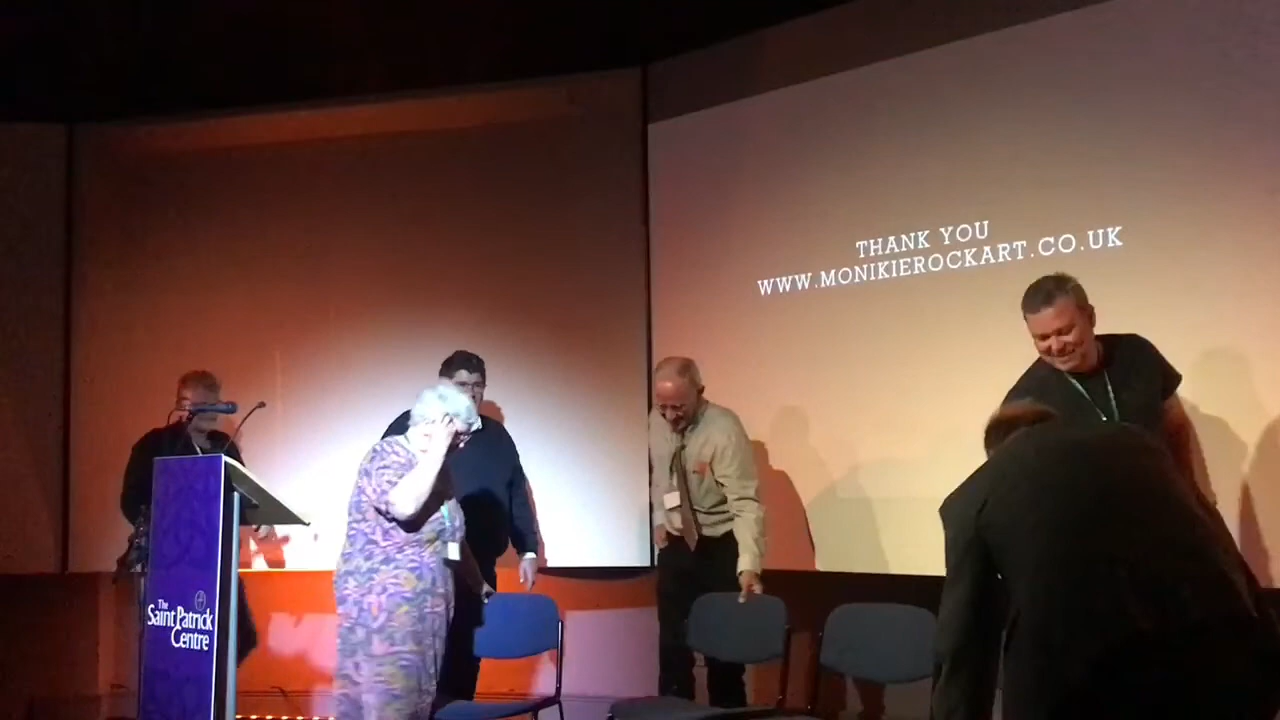 THANK YOU
WWW.MONIKIEROCKART.CO.UK
The
Saint Patrick
Centre